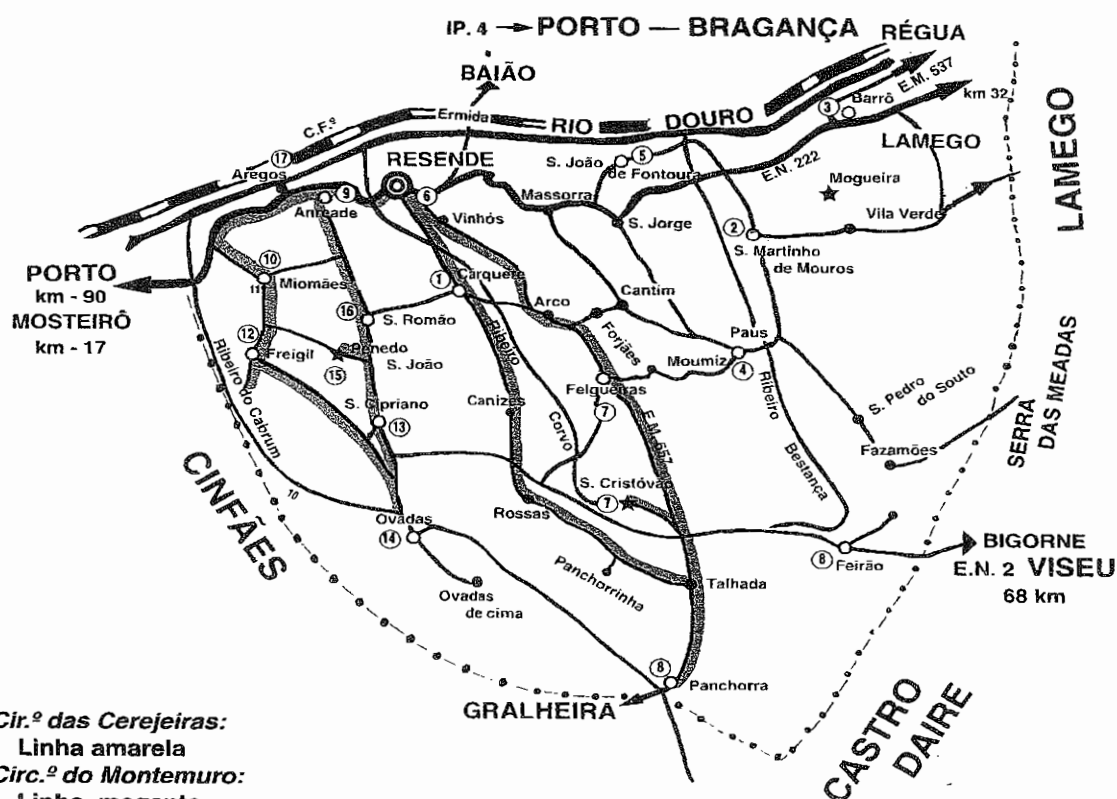 IP. 4 → PORTO — BRAGANÇA
RÉGUA
BAIÃO
E.M. 537
km 32
Barrô
3
C.F.º
Ermida
RIO
DOURO
LAMEGO
LAMEGO
17
Aregos
RESENDE
S. João
de Fontoura
5
E.N. 222
Mogueira
9
Anreade
6
Massorra
Vinhós
S. Jorge
Vila Verde
2
S. Martinho
de Mouros
PORTO
km - 90
MOSTEIRÔ
km - 17
10
11
Miomães
1
Cárquere
Arco
Cantim
16
S. Romão
Ribeiro
Forjães
Paus
12
Freigil
Penedo
15
S. João
Moumiz
4
Felgueiras
7
Ribeiro do Cabrum
S. Cipriano
13
Canizes
Corvo
E.M. 557
Ribeiro
Bestança
S. Pedro
do Souto
Fazamões
SERRA
DAS MEADAS
CINFÃES
10
S. Cristóvão
7
Rossas
Ovadas
14
Panchorrinha
Talhada
8
Feirão
BIGORNE
E.N. 2 VISEU
68 km
Ovadas
de cima
8
Panchorra
GRALHEIRA
CASTRO
DAIRE
Cir.º das Cerejeiras:
Linha amarela
Circ.º do Montemuro: